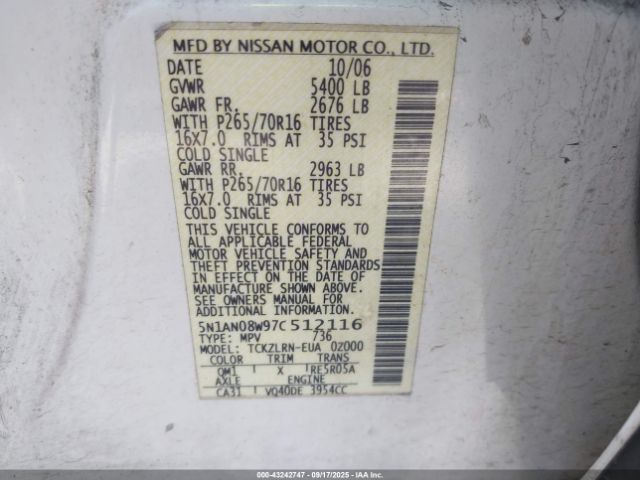 MFD BY NISSAN MOTOR CO., LTD.
DATE 10/06
GVWR 5400 LB
GAWR FR. 2676 LB
WITH P265/70R16 TIRES
16X7.0 RIMS AT 35 PSI
COLD SINGLE
GAWR RR. 2963 LB
WITH P265/70R16 TIRES
16X7.0 RIMS AT 35 PSI
COLD SINGLE
THIS VEHICLE CONFORMS TO
ALL APPLICABLE FEDERAL
MOTOR VEHICLE SAFETY AND
THEFT PREVENTION STANDARDS
IN EFFECT ON THE DATE OF
MANUFACTURE SHOWN ABOVE.
SEE OWNERS MANUAL FOR
ADDITIONAL INFORMATION.
5N1AN08W97C512116
TYPE: MPV /736
MODEL: TCKZLRN-EUA 0Z000
COLOR TRIM TRANS
QM1 X RE5R05A
AXLE ENGINE
CA31 VQ40DE 3954CC
000-43242747 - 09/17/2025 - IAAI.com